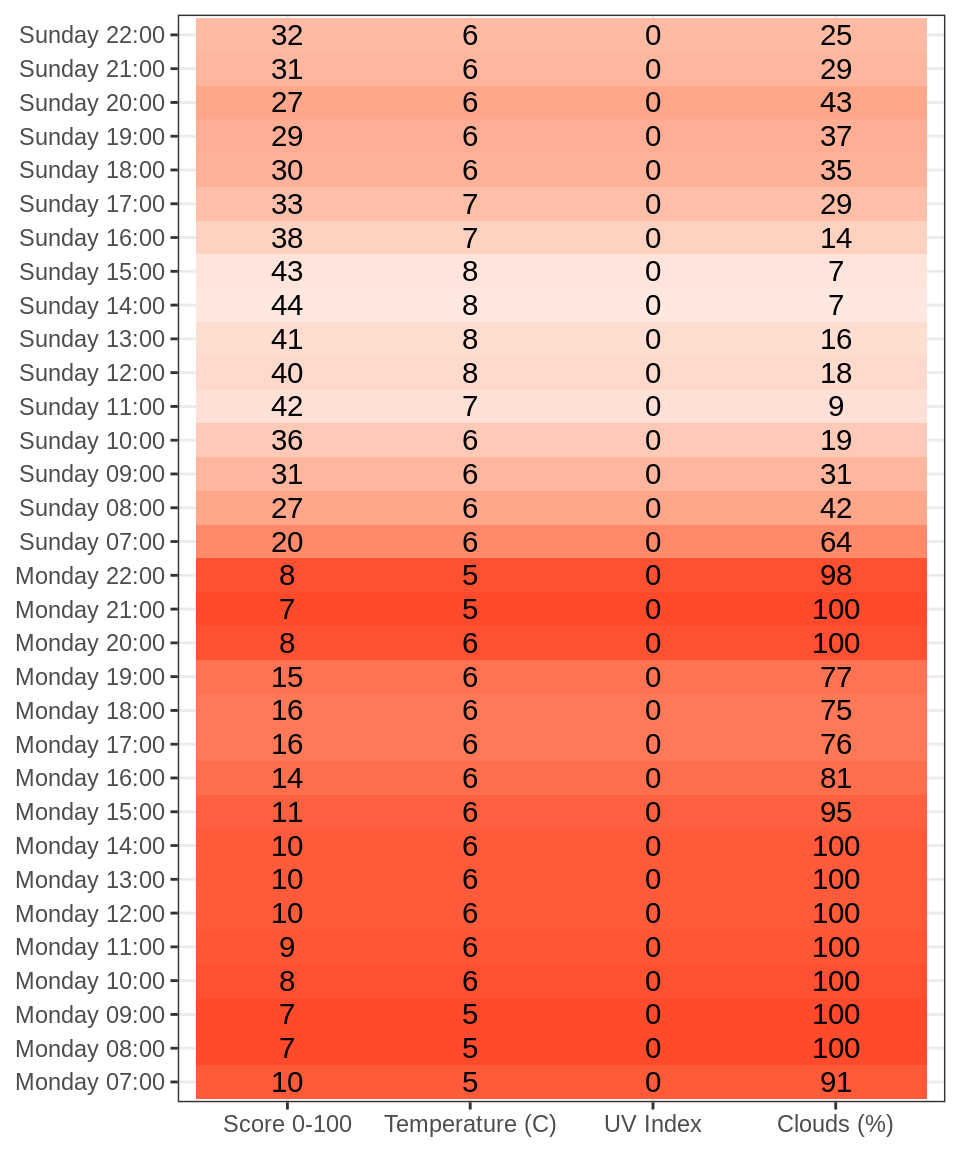 Sunday 22:00 32 6 0 25
Sunday 21:00 31 6 0 29
Sunday 20:00 27 6 0 43
Sunday 19:00 29 6 0 37
Sunday 18:00 30 6 0 35
Sunday 17:00 33 7 0 29
Sunday 16:00 38 7 0 14
Sunday 15:00 43 8 0 7
Sunday 14:00 44 8 0 7
Sunday 13:00 41 8 0 16
Sunday 12:00 40 8 0 18
Sunday 11:00 42 7 0 9
Sunday 10:00 36 6 0 19
Sunday 09:00 31 6 0 31
Sunday 08:00 27 6 0 42
Sunday 07:00 20 6 0 64
Monday 22:00 8 5 0 98
Monday 21:00 7 5 0 100
Monday 20:00 8 6 0 100
Monday 19:00 15 6 0 77
Monday 18:00 16 6 0 75
Monday 17:00 16 6 0 76
Monday 16:00 14 6 0 81
Monday 15:00 11 6 0 95
Monday 14:00 10 6 0 100
Monday 13:00 10 6 0 100
Monday 12:00 10 6 0 100
Monday 11:00 9 6 0 100
Monday 10:00 8 6 0 100
Monday 09:00 7 5 0 100
Monday 08:00 7 5 0 100
Monday 07:00 10 5 0 91
Score 0-100 Temperature (C) UV Index Clouds (%)